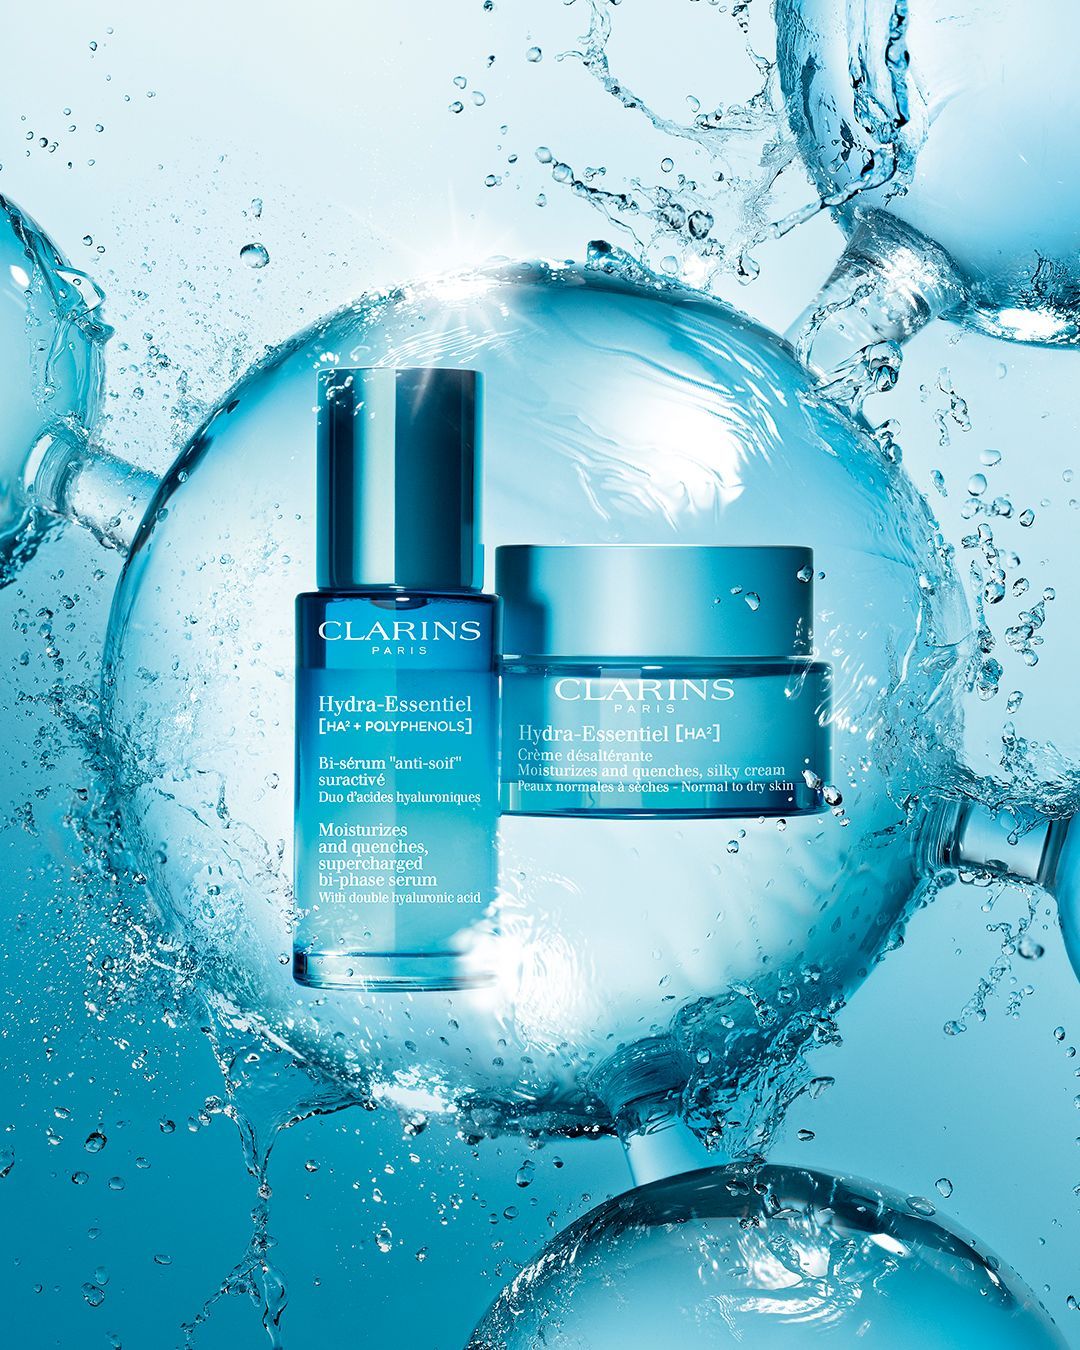 CLARINS
PARIS
Hydra-Essentiel
[HA² + POLYPHENOLS]
Bi-sérum "anti-soif"
suractivé
Duo d'acides hyaluroniques
Moisturizes
and quenches,
supercharged
bi-phase serum
With double hyaluronic acid
CLARINS
PARIS
Hydra-Essentiel [HA²]
Crème désaltérante
Moisturizes and quenches, silky cream
Peaux normales à sèches - Normal to dry skin